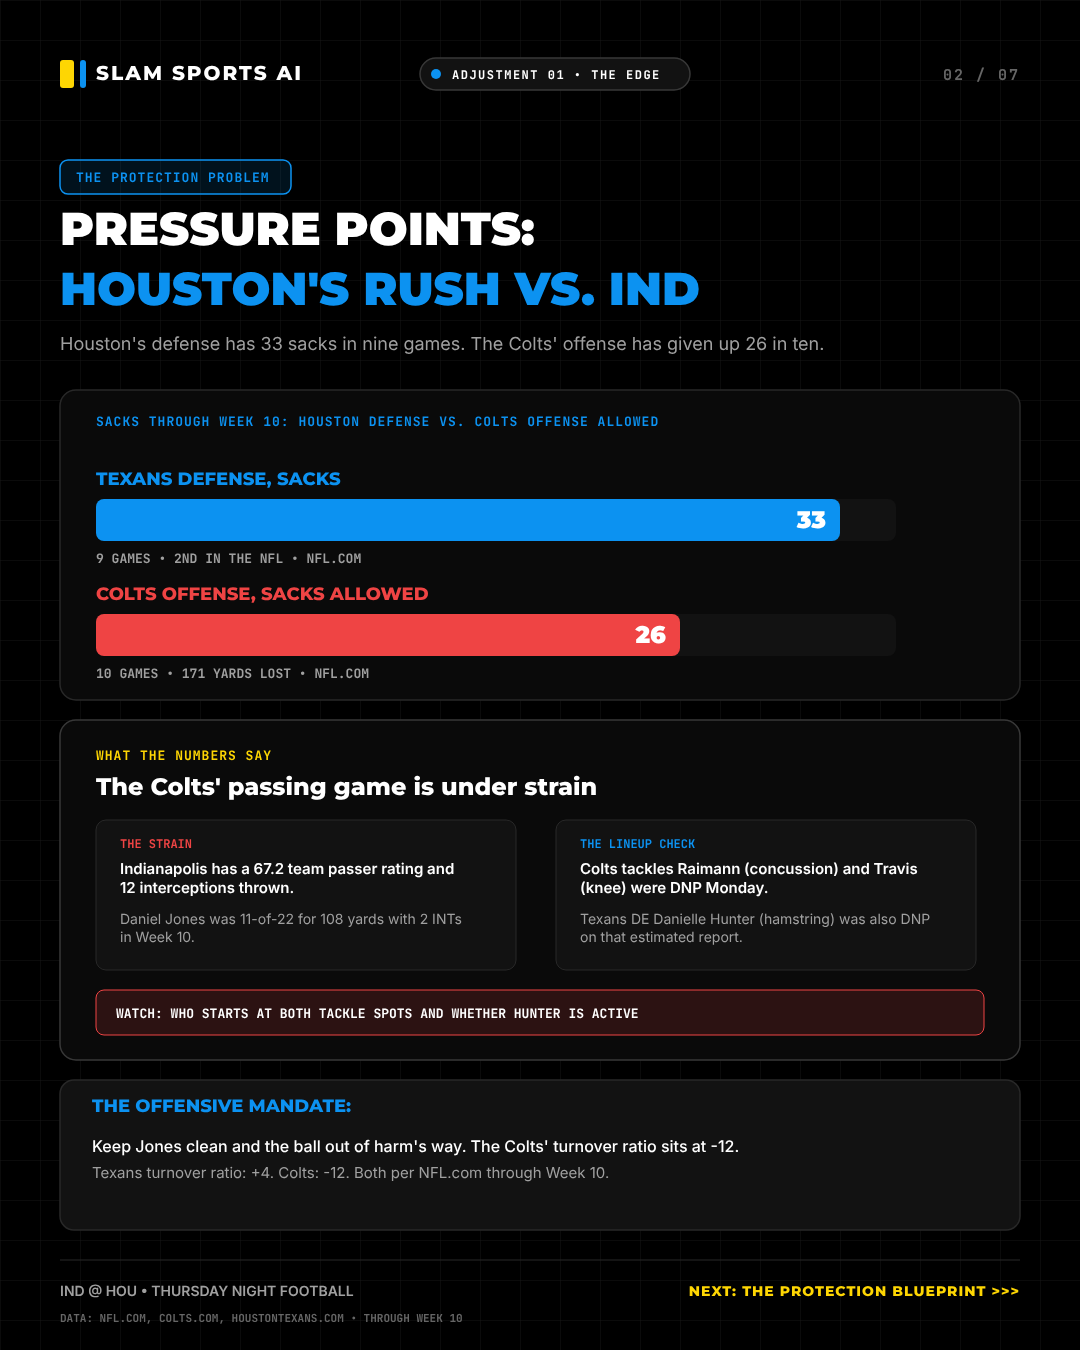 SLAM SPORTS AI
ADJUSTMENT 01 • THE EDGE
02 / 07
THE PROTECTION PROBLEM
PRESSURE POINTS:
HOUSTON'S RUSH VS. IND
Houston's defense has 33 sacks in nine games. The Colts' offense has given up 26 in ten.
SACKS THROUGH WEEK 10: HOUSTON DEFENSE VS. COLTS OFFENSE ALLOWED
TEXANS DEFENSE, SACKS
33
9 GAMES • 2ND IN THE NFL • NFL.COM
COLTS OFFENSE, SACKS ALLOWED
26
10 GAMES • 171 YARDS LOST • NFL.COM
WHAT THE NUMBERS SAY
The Colts' passing game is under strain
THE STRAIN
Indianapolis has a 67.2 team passer rating and
12 interceptions thrown.
Daniel Jones was 11-of-22 for 108 yards with 2 INTs
in Week 10.
THE LINEUP CHECK
Colts tackles Raimann (concussion) and Travis
(knee) were DNP Monday.
Texans DE Danielle Hunter (hamstring) was also DNP
on that estimated report.
WATCH: WHO STARTS AT BOTH TACKLE SPOTS AND WHETHER HUNTER IS ACTIVE
THE OFFENSIVE MANDATE:
Keep Jones clean and the ball out of harm's way. The Colts' turnover ratio sits at -12.
Texans turnover ratio: +4. Colts: -12. Both per NFL.com through Week 10.
IND @ HOU • THURSDAY NIGHT FOOTBALL
NEXT: THE PROTECTION BLUEPRINT >>>
DATA: NFL.COM, COLTS.COM, HOUSTONTEXANS.COM • THROUGH WEEK 10